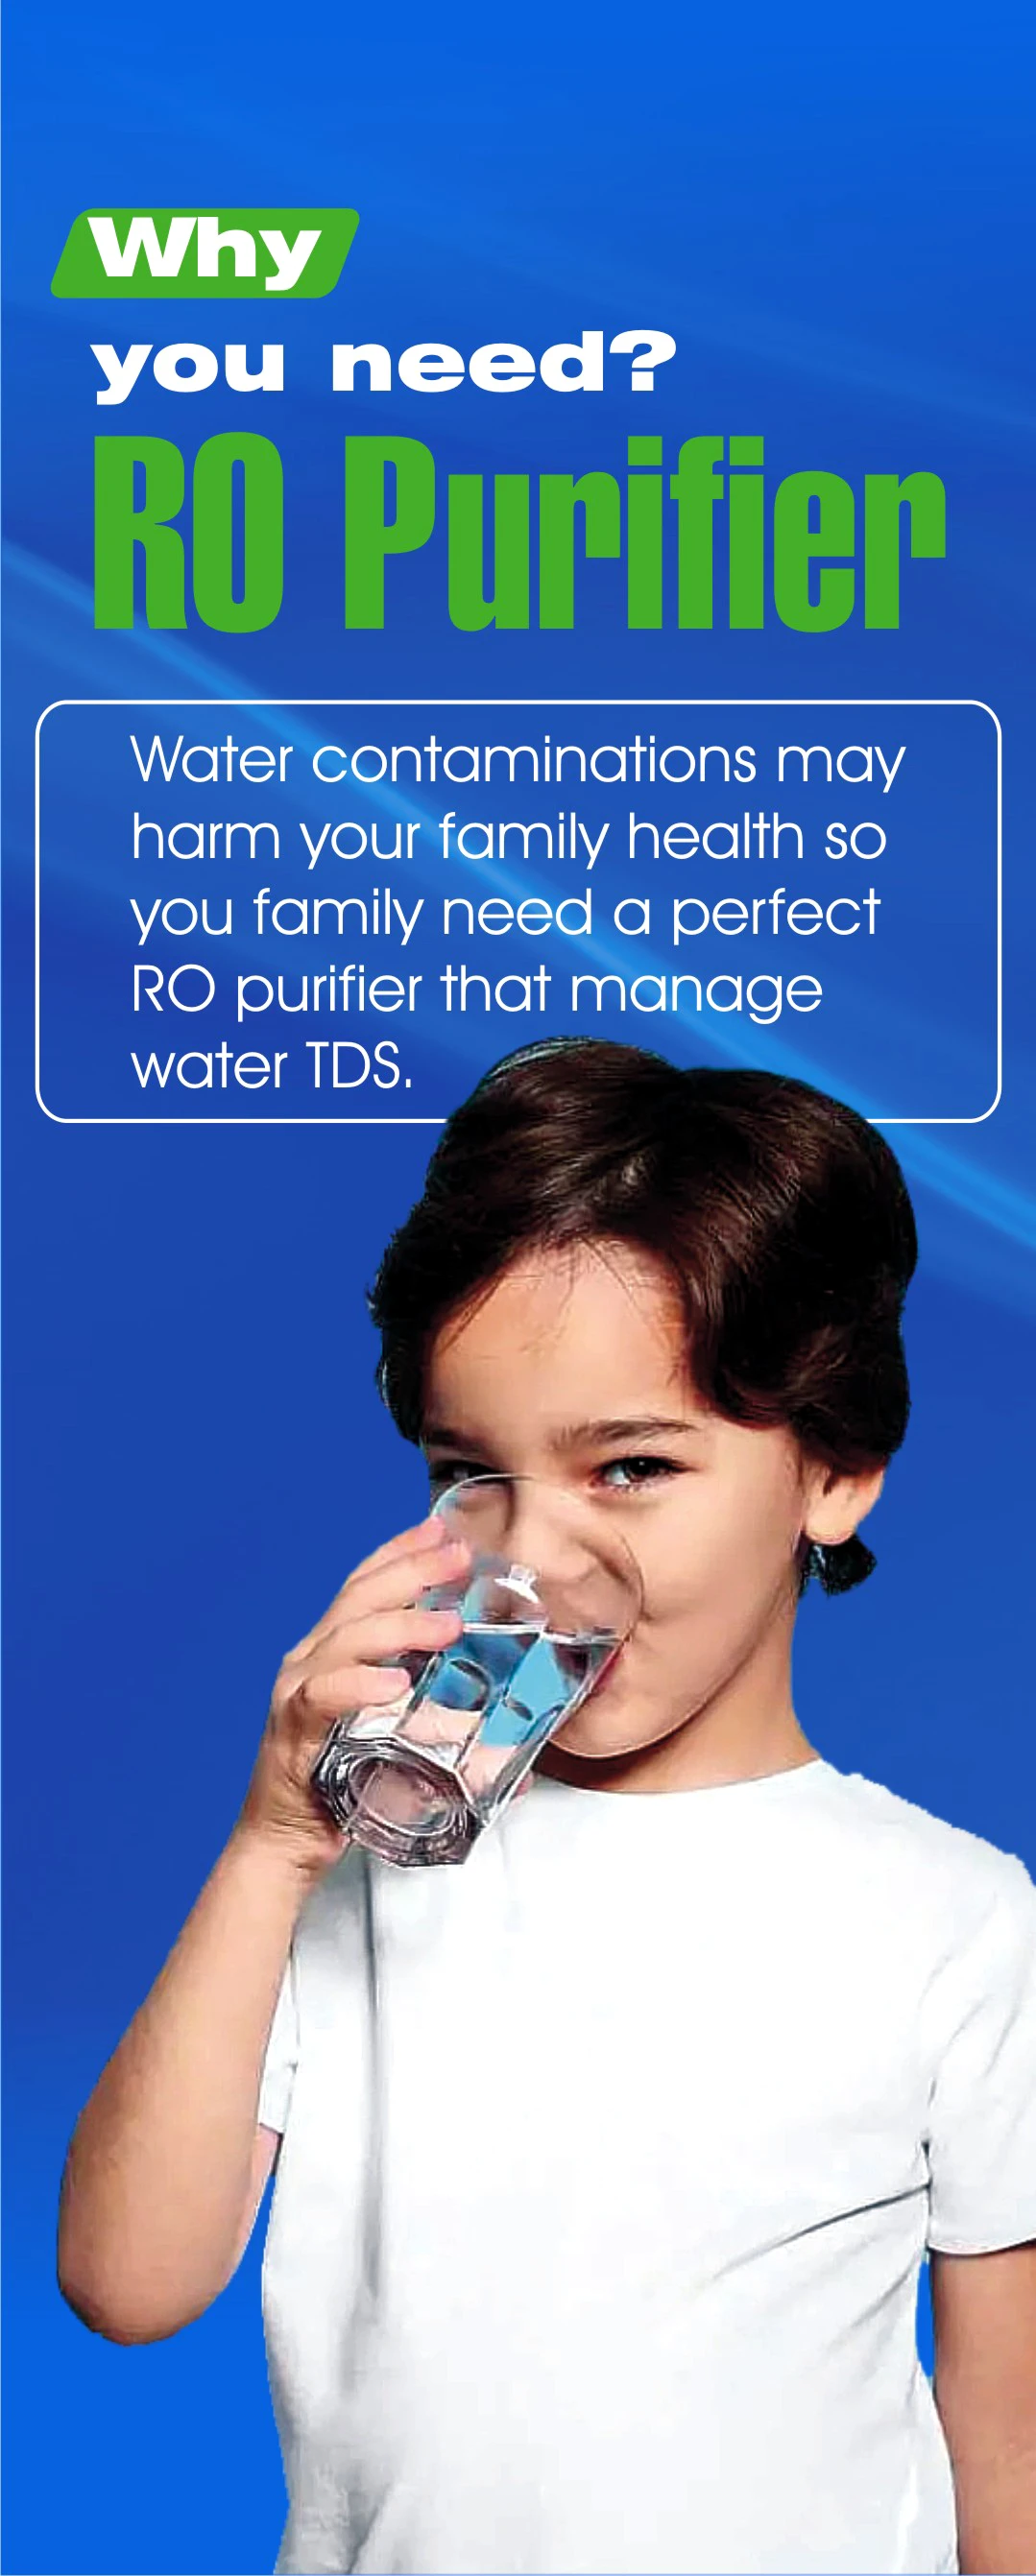 Why
you need?
RO Purifier
Water contaminations may
harm your family health so
you family need a perfect
RO purifier that manage
water TDS.